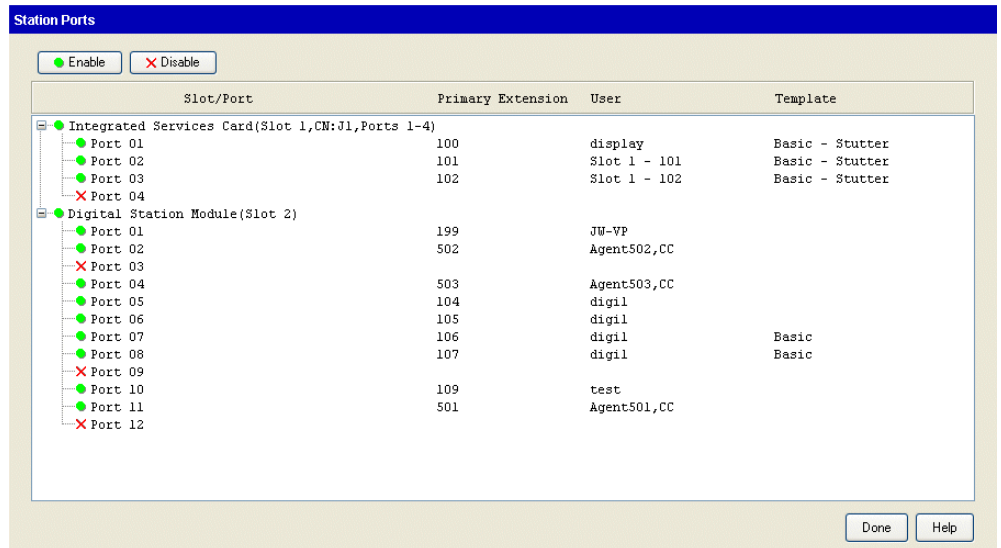 Station Ports
Enable Disable
Slot/Port Primary Extension User Template
Integrated Services Card(Slot 1,CN:J1,Ports 1-4)
Port 01 100 display Basic - Stutter
Port 02 101 Slot 1 - 101 Basic - Stutter
Port 03 102 Slot 1 - 102 Basic - Stutter
Port 04
Digital Station Module(Slot 2)
Port 01 199 JW-VP
Port 02 502 Agent502,CC
Port 03
Port 04 503 Agent503,CC
Port 05 104 digi1
Port 06 105 digi1
Port 07 106 digi1 Basic
Port 08 107 digi1 Basic
Port 09
Port 10 109 test
Port 11 501 Agent501,CC
Port 12
Done Help